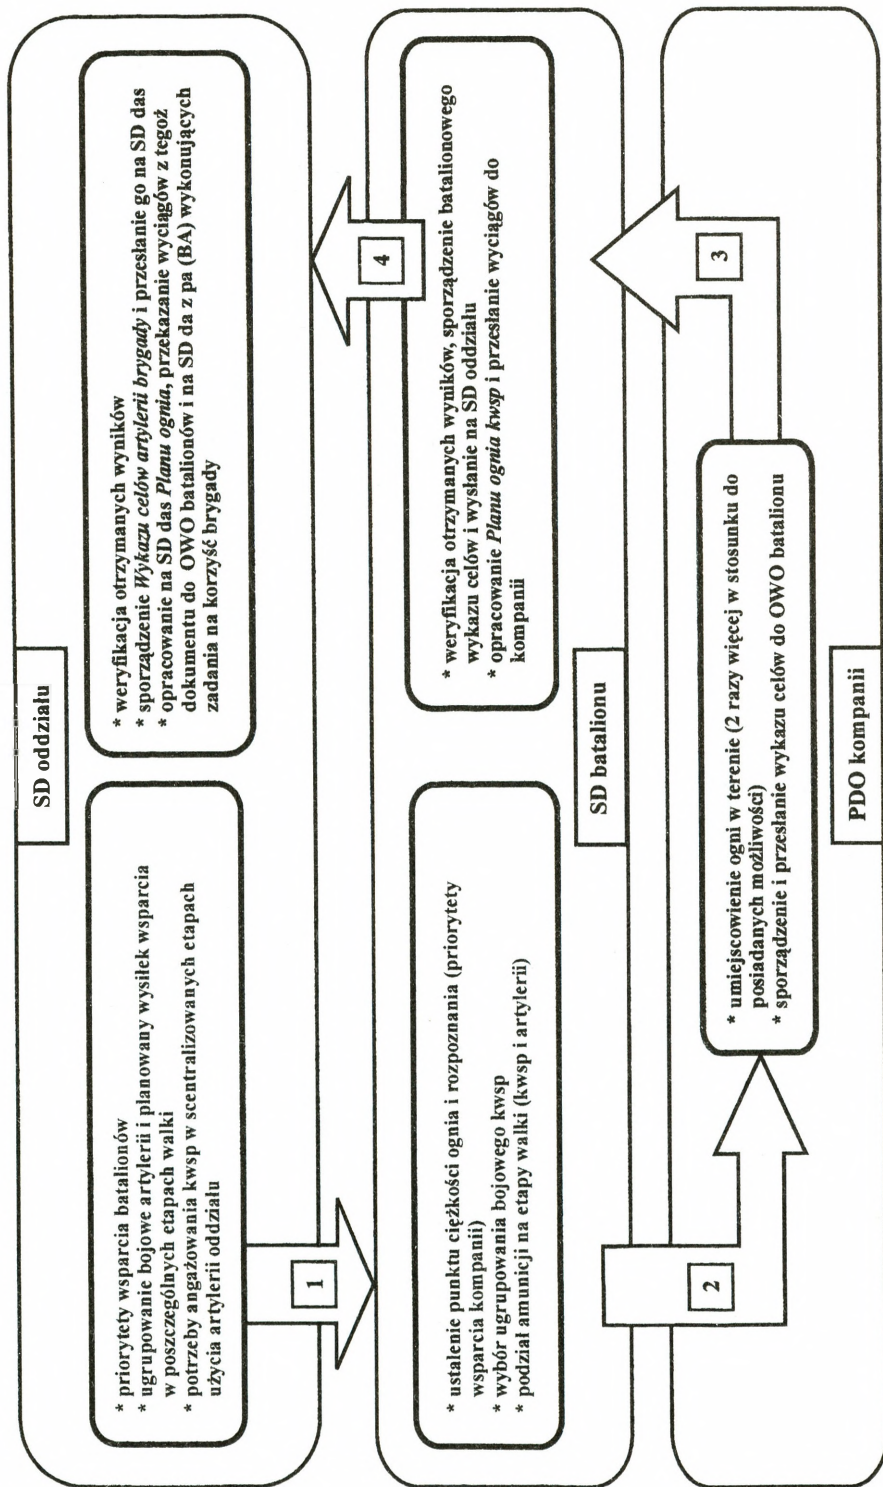 SD oddziału
* priorytety wsparcia batalionów
* ugrupowanie bojowe artylerii i planowany wysiłek wsparcia
w poszczególnych etapach walki
* potrzeby angażowania kwsp w scentralizowanych etapach
użycia artylerii oddziału
* weryfikacja otrzymanych wyników
* sporządzenie Wykazu celów artylerii brygady i przesłanie go na SD das
* opracowanie na SD das Planu ognia, przekazanie wyciągów z tegoż
dokumentu do OWO batalionów i na SD da z pa (BA) wykonujących
zadania na korzyść brygady
1
4
* ustalenie punktu ciężkości ognia i rozpoznania (priorytety
wsparcia kompanii)
* wybór ugrupowania bojowego kwsp
* podział amunicji na etapy walki (kwsp i artylerii)
* weryfikacja otrzymanych wyników, sporządzenie batalionowego
wykazu celów i wysłanie na SD oddziału
* opracowanie Planu ognia kwsp i przesłanie wyciągów do
kompanii
SD batalionu
2
3
* umiejscowienie ogni w terenie (2 razy więcej w stosunku do
posiadanych możliwości)
* sporządzenie i przesłanie wykazu celów do OWO batalionu
PDO kompanii